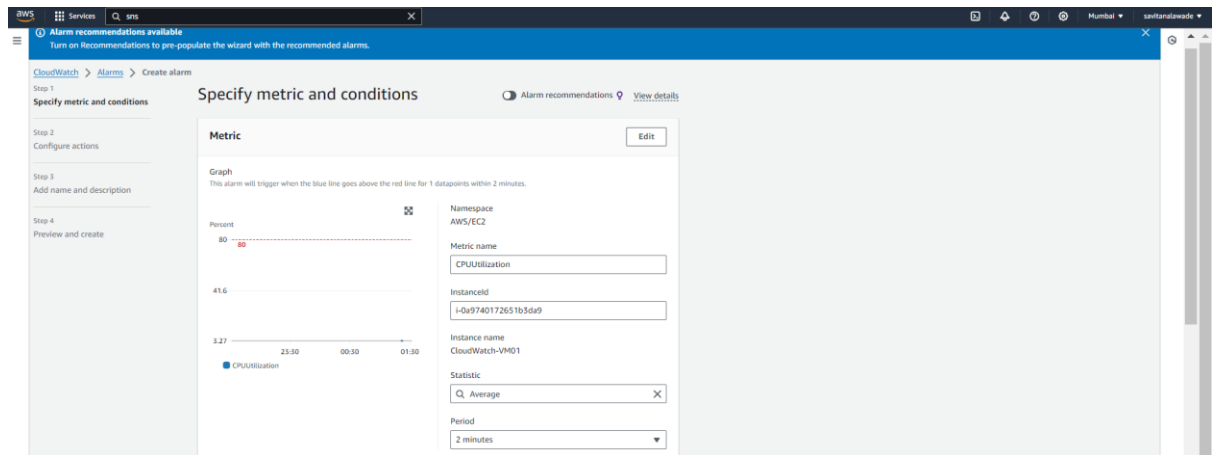 aws
Services
sns
Mumbai
savitanalawade
Alarm recommendations available
Turn on Recommendations to pre-populate the wizard with the recommended alarms.
CloudWatch > Alarms > Create alarm
Step 1
Specify metric and conditions
Step 2
Configure actions
Step 3
Add name and description
Step 4
Preview and create
Specify metric and conditions
Alarm recommendations
View details
Metric
Edit
Graph
This alarm will trigger when the blue line goes above the red line for 1 datapoints within 2 minutes.
Percent
80
80
41.6
3.27
23:30
00:30
01:30
CPUUtilization
Namespace
AWS/EC2
Metric name
CPUUtilization
InstanceId
i-0a9740172651b3da9
Instance name
CloudWatch-VM01
Statistic
Average
Period
2 minutes